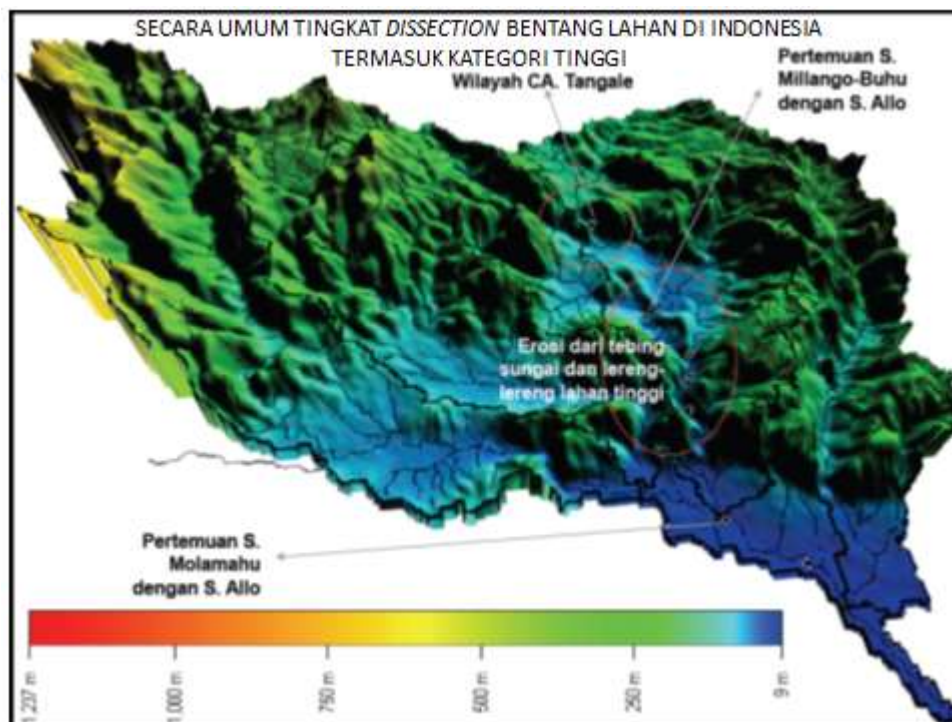 SECARA UMUM TINGKAT DISSECTION BENTANG LAHAN DI INDONESIA
TERMASUK KATEGORI TINGGI
Wilayah CA. Tangale
Pertemuan S.
Millango-Buhu
dengan S. Allo
Erosi dari tebing
sungai dan lereng-
lereng lahan tinggi
Pertemuan S.
Molamahu
dengan S. Allo
1.237 m
1.000 m
750 m
500 m
250 m
9 m